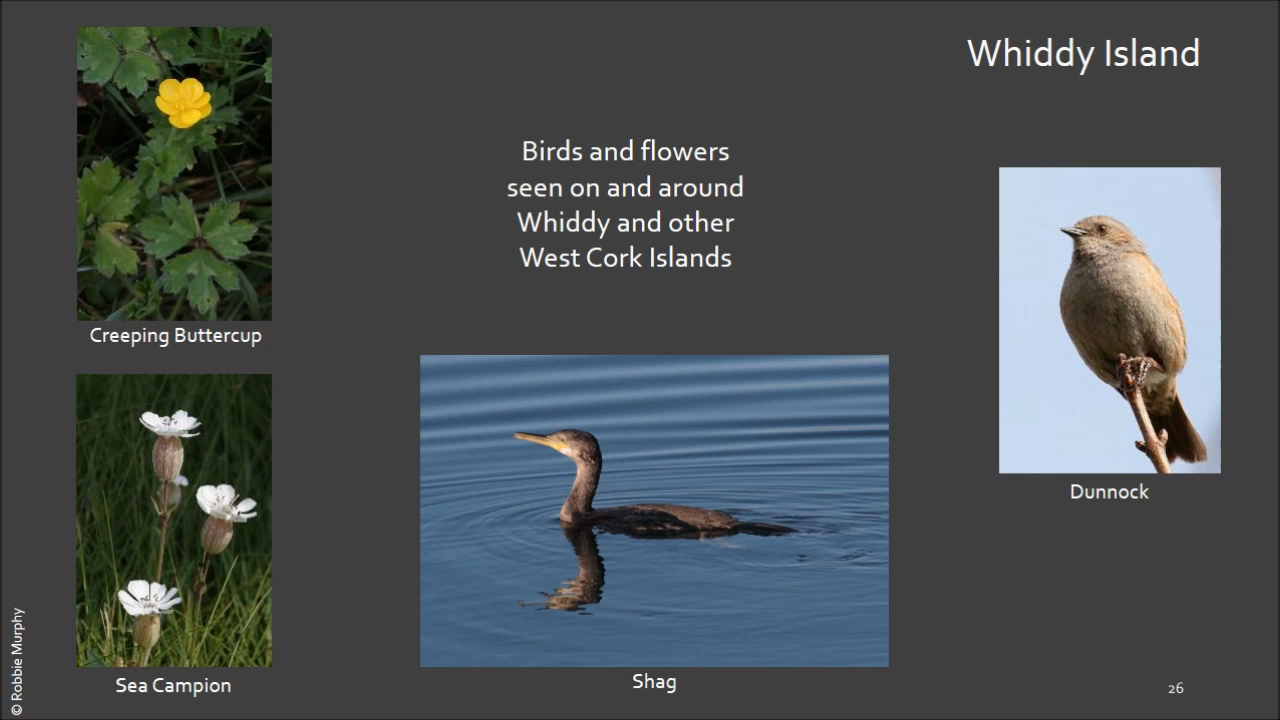 Whiddy Island
Birds and flowers
seen on and around
Whiddy and other
West Cork Islands
Creeping Buttercup
Dunnock
Sea Campion
Shag
26
© Robbie Murphy